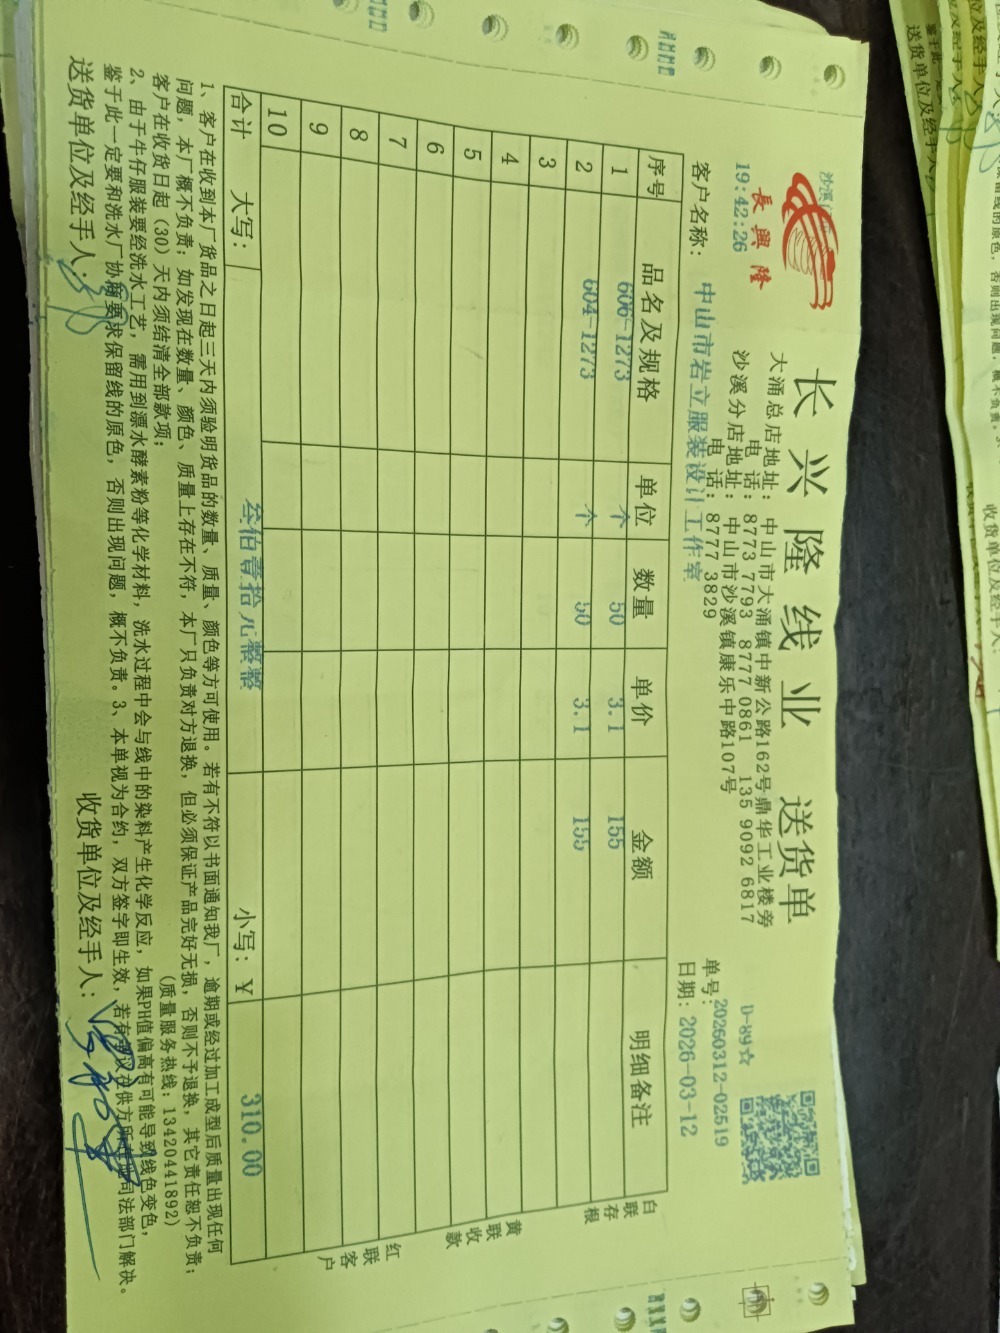 长兴隆线业 送货单
長興隆
19:42:26
D-89☆
大涌总店地址：中山市大涌镇中新公路162号鼎华工业楼旁
电 话：8773 7793 8777 0861 135 9092 6817
沙溪分店地址：中山市沙溪镇康乐中路107号
电 话：8777 3829
单号：20260312-02519
客户名称：中山市岩立服装设计工作室
日期：2026-03-12
序号 品名及规格 单位 数量 单价 金额 明细备注
1 606-1273 个 50 3.1 155
2 604-1273 个 50 3.1 155
3
4
5
6
7
8
9
10
合计 大写： 叁佰壹拾元整整 小写：￥ 310.00
白联存根
黄联收款
红联客户
1、客户在收到本厂货品之日起三天内须验明货品的数量、质量、颜色等方可使用。若有不符以书面通知我厂，逾期或经过加工成型后质量出现任何
问题，本厂概不负责；如发现在数量、颜色、质量上存在不符，本厂只负责对方退换，但必须保证产品完好无损，否则不予退换，其它责任恕不负责；
客户在收货日起（30）天内须结清全部款项； （质量服务热线：13420441892）
2、由于牛仔服装要经洗水工艺，需用到漂水酵素粉等化学材料，洗水过程中会与线中的染料产生化学反应，如果PH值偏高有可能导致线色变色，
鉴于此一定要和洗水厂协商要求保留线的原色，否则出现问题，概不负责。3、本单视为合约，双方签字即生效，若有争议在供方所在地司法部门解决。
送货单位及经手人： 收货单位及经手人：